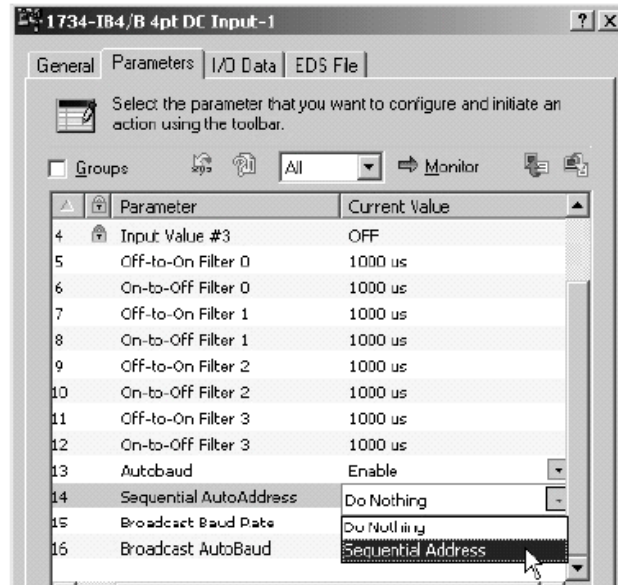 1734-IB4/B 4pt DC Input-1
General Parameters I/O Data EDS File
Select the parameter that you want to configure and initiate an
action using the toolbar.
Groups All Monitor
Parameter Current Value
4 Input Value #3 OFF
5 Off-to-On Filter 0 1000 us
6 On-to-Off Filter 0 1000 us
7 Off-to-On Filter 1 1000 us
8 On-to-Off Filter 1 1000 us
9 Off-to-On Filter 2 1000 us
10 On-to-Off Filter 2 1000 us
11 Off-to-On Filter 3 1000 us
12 On-to-Off Filter 3 1000 us
13 Autobaud Enable
14 Sequential AutoAddress Do Nothing
15 Broadcast Baud Rate Do Nothing
16 Broadcast AutoBaud Sequential Address